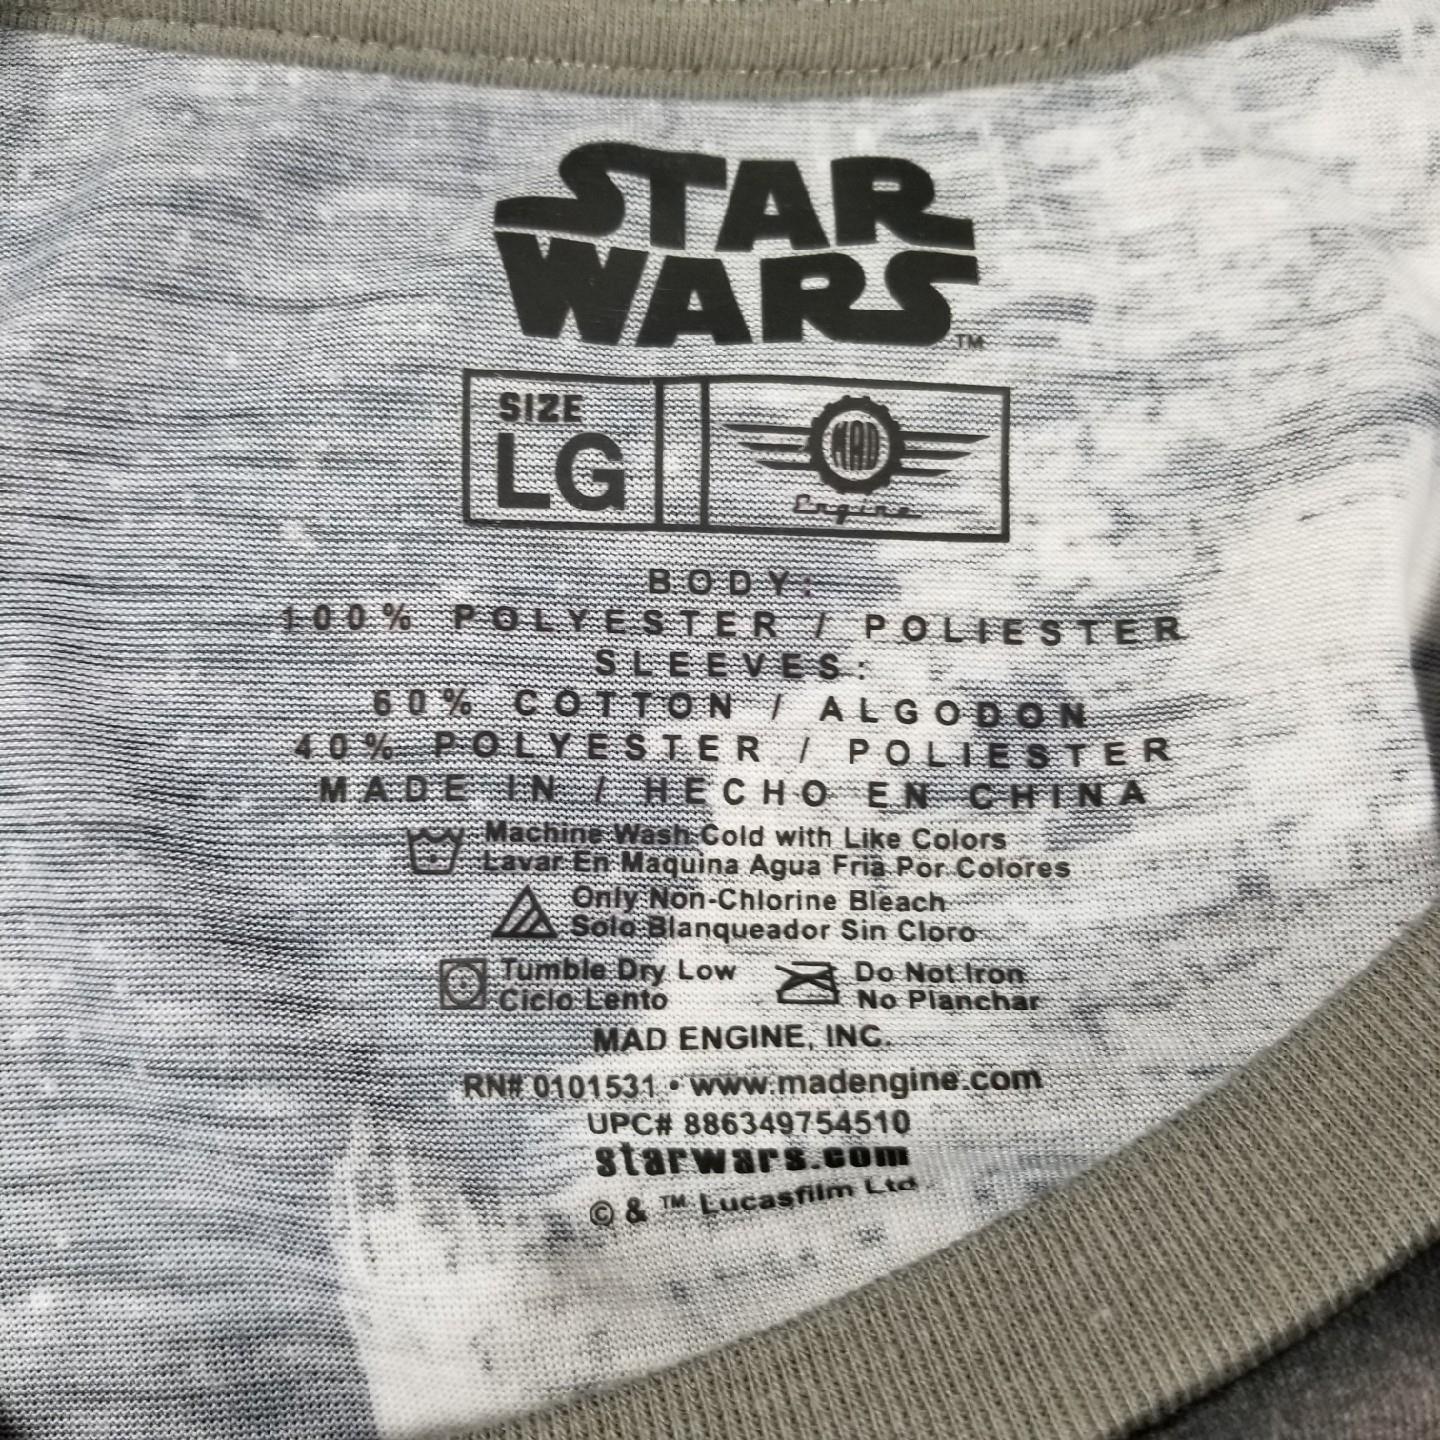 STAR
WARS™
SIZE
LG
MAD
Engine
BODY:
100% POLYESTER / POLIESTER
SLEEVES:
60% COTTON / ALGODON
40% POLYESTER / POLIESTER
MADE IN / HECHO EN CHINA
Machine Wash Cold with Like Colors
Lavar En Maquina Agua Fria Por Colores
Only Non-Chlorine Bleach
Solo Blanqueador Sin Cloro
Tumble Dry Low
Ciclo Lento
Do Not Iron
No Planchar
MAD ENGINE, INC.
RN# 0101531 • www.madengine.com
UPC# 886349754510
starwars.com
© & ™ Lucasfilm Ltd